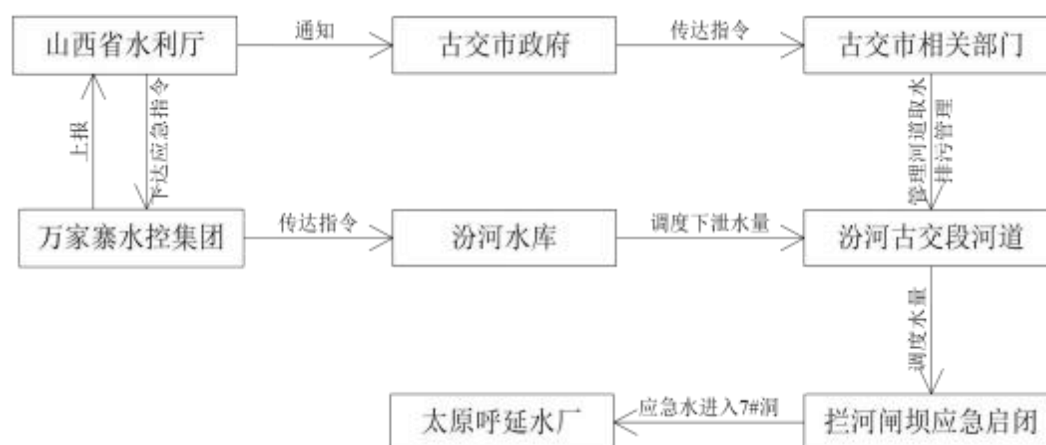 山西省水利厅
通知
古交市政府
传达指令
古交市相关部门
上报
下达应急指令
管理河道取水
排污管理
万家寨水控集团
传达指令
汾河水库
调度下泄水量
汾河古交段河道
调度水量
太原呼延水厂
应急水进入7#洞
拦河闸坝应急启闭